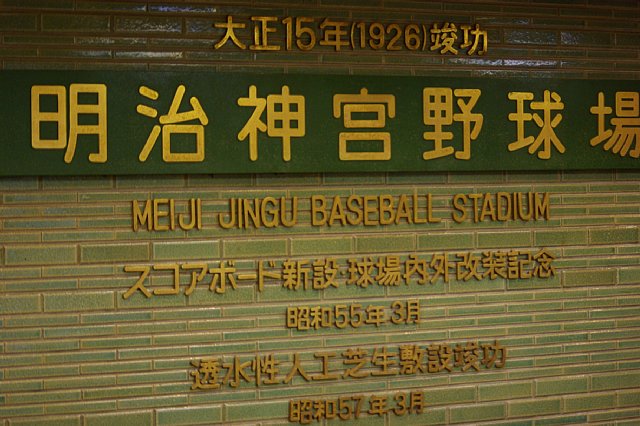 大正15年(1926)竣功
明治神宮野球場
MEIJI JINGU BASEBALL STADIUM
スコアボード新設・球場内外改装記念
昭和55年3月
透水性人工芝生敷設竣功
昭和57年3月